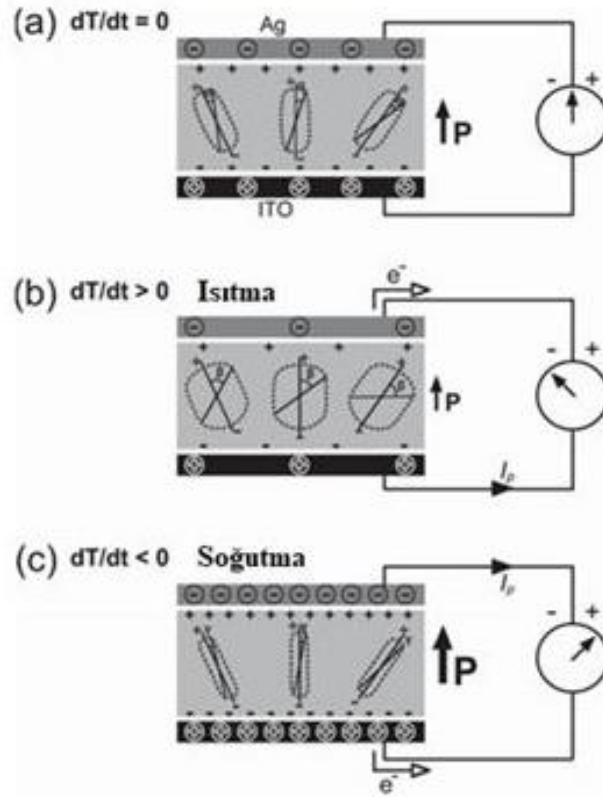 (a) dT/dt = 0
Ag
P
- +
ITO
(b) dT/dt > 0 Isıtma
e⁻
β β β
P
- +
Iₚ
(c) dT/dt < 0 Soğutma
Iₚ
P
- +
e⁻